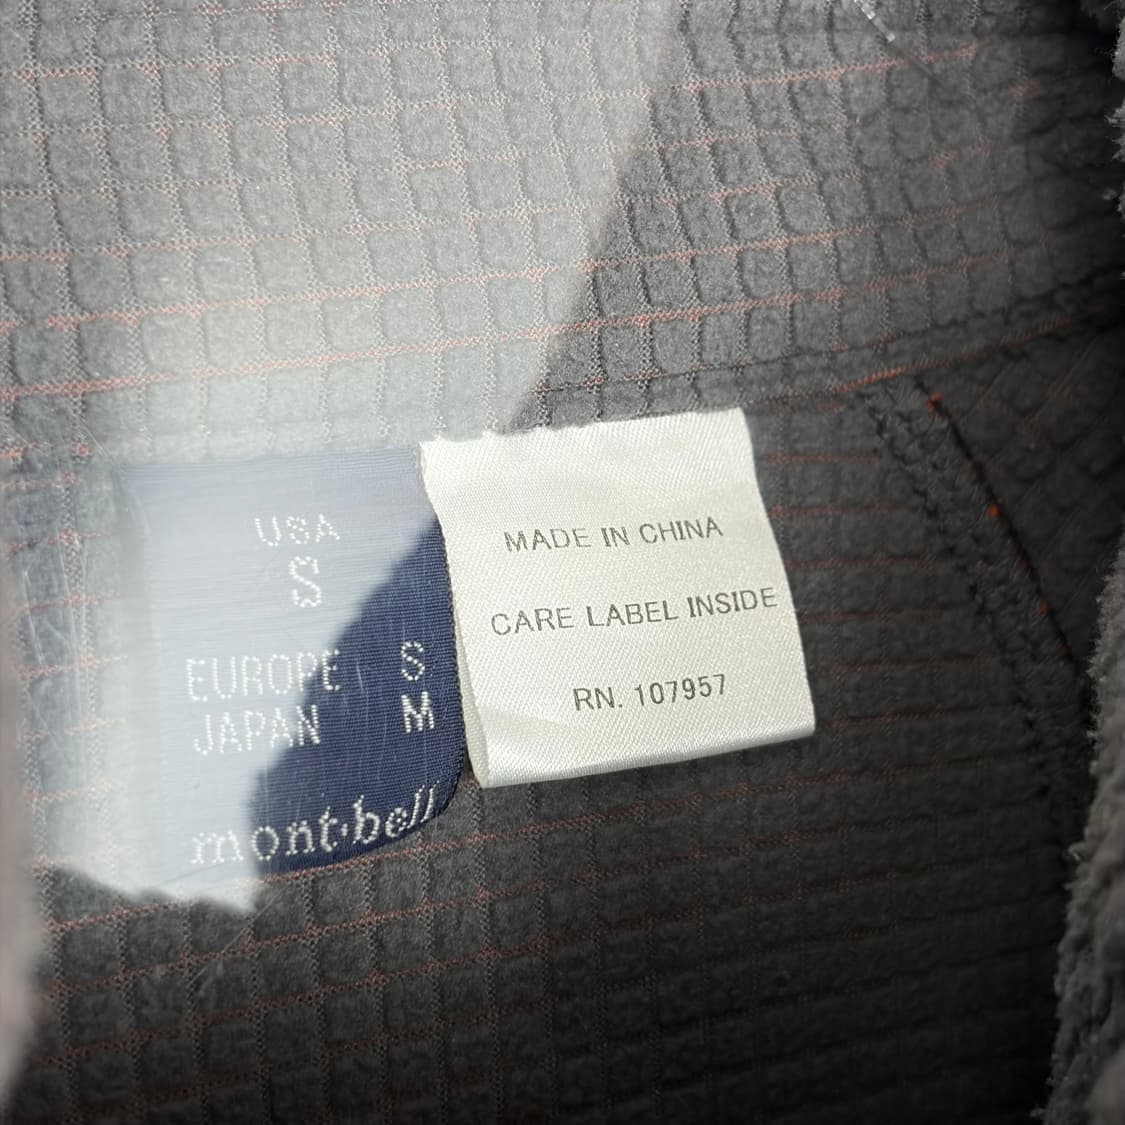 USA
S
EUROPE S
JAPAN M
mont-bell
MADE IN CHINA
CARE LABEL INSIDE
RN. 107957